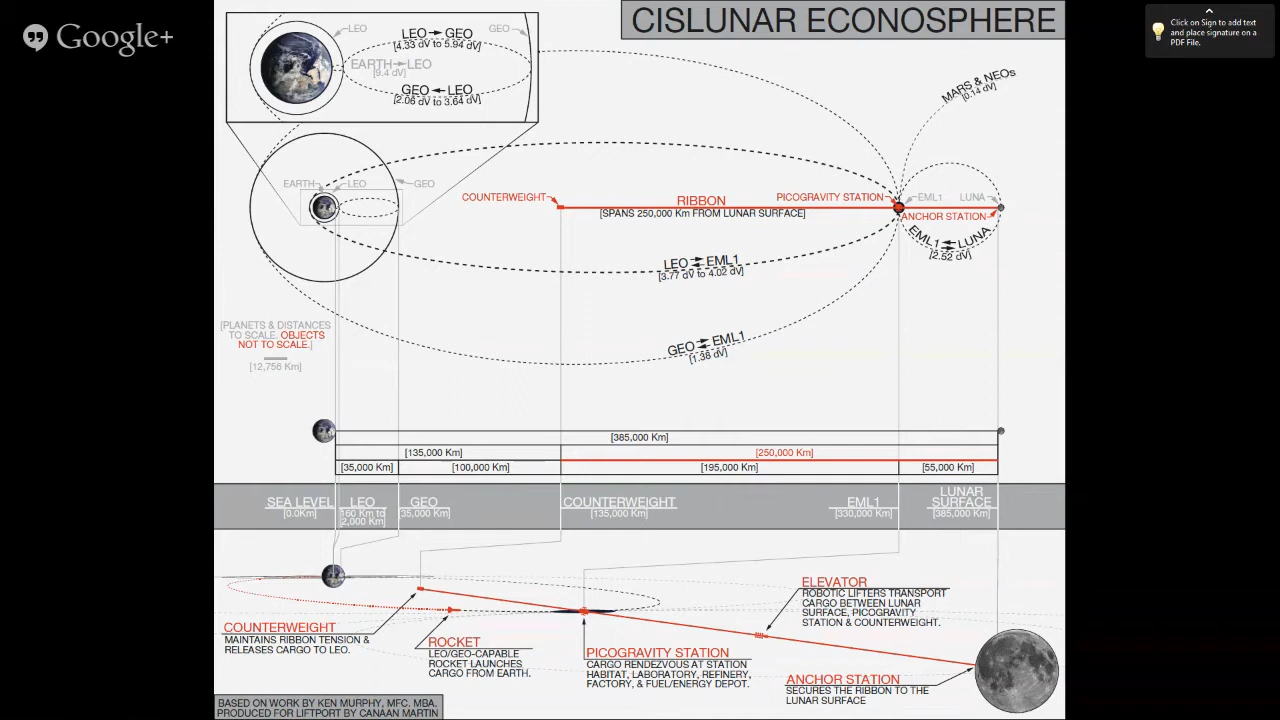 Google+
CISLUNAR ECONOSPHERE
Click on Sign to add text
and place signature on a
PDF File.
LEO
LEO GEO
[4.33 dV to 5.94 dV]
GEO
EARTH LEO
[9.4 dV]
GEO LEO
[2.06 dV to 3.64 dV]
MARS & NEOs
[0.14 dV]
EARTH
LEO
GEO
COUNTERWEIGHT
RIBBON
[SPANS 250,000 Km FROM LUNAR SURFACE]
PICOGRAVITY STATION
EML1
LUNA
ANCHOR STATION
EML1 LUNA
[2.52 dV]
LEO EML1
[3.77 dV to 4.02 dV]
GEO EML1
[1.38 dV]
[PLANETS & DISTANCES
TO SCALE. OBJECTS
NOT TO SCALE.]
[12,756 Km]
[385,000 Km]
[135,000 Km]
[250,000 Km]
[35,000 Km]
[100,000 Km]
[195,000 Km]
[55,000 Km]
SEA LEVEL
[0.0Km]
LEO
160 Km to
2,000 Km]
GEO
[35,000 Km]
COUNTERWEIGHT
[135,000 Km]
EML1
[330,000 Km]
LUNAR
SURFACE
[385,000 Km]
COUNTERWEIGHT
MAINTAINS RIBBON TENSION &
RELEASES CARGO TO LEO.
ROCKET
LEO/GEO-CAPABLE
ROCKET LAUNCHES
CARGO FROM EARTH.
PICOGRAVITY STATION
CARGO RENDEZVOUS AT STATION
HABITAT, LABORATORY, REFINERY,
FACTORY, & FUEL/ENERGY DEPOT.
ELEVATOR
ROBOTIC LIFTERS TRANSPORT
CARGO BETWEEN LUNAR
SURFACE, PICOGRAVITY
STATION & COUNTERWEIGHT.
ANCHOR STATION
SECURES THE RIBBON TO THE
LUNAR SURFACE
BASED ON WORK BY KEN MURPHY, MFC. MBA.
PRODUCED FOR LIFTPORT BY CANAAN MARTIN